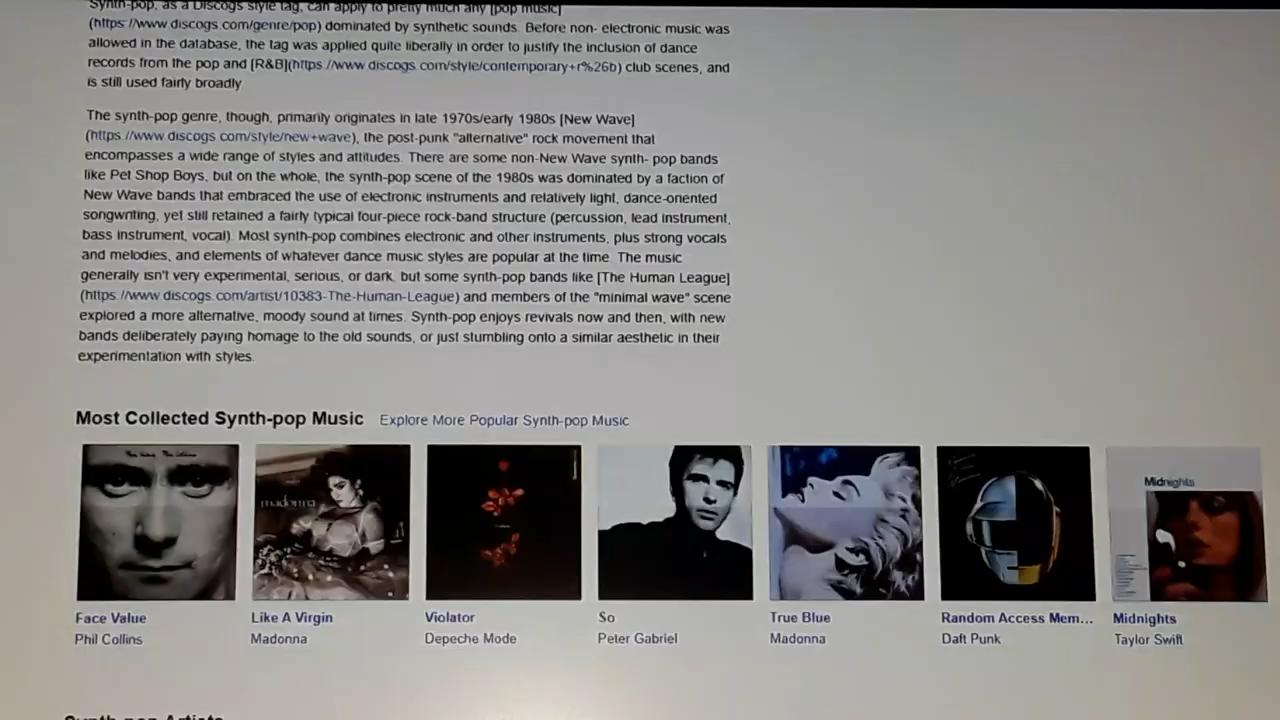 Synth-pop, as a Discogs style tag, can apply to pretty much any [pop music]
(https://www.discogs.com/genre/pop) dominated by synthetic sounds. Before non- electronic music was
allowed in the database, the tag was applied quite liberally in order to justify the inclusion of dance
records from the pop and [R&B](https://www.discogs.com/style/contemporary+r%26b) club scenes, and
is still used fairly broadly
The synth-pop genre, though, primarily originates in late 1970s/early 1980s [New Wave]
(https://www.discogs.com/style/new+wave), the post-punk "alternative" rock movement that
encompasses a wide range of styles and attitudes. There are some non-New Wave synth- pop bands
like Pet Shop Boys, but on the whole, the synth-pop scene of the 1980s was dominated by a faction of
New Wave bands that embraced the use of electronic instruments and relatively light, dance-oriented
songwriting, yet still retained a fairly typical four-piece rock-band structure (percussion, lead instrument,
bass instrument, vocal). Most synth-pop combines electronic and other instruments, plus strong vocals
and melodies, and elements of whatever dance music styles are popular at the time. The music
generally isn't very experimental, serious, or dark, but some synth-pop bands like [The Human League]
(https://www.discogs.com/artist/10383-The-Human-League) and members of the "minimal wave" scene
explored a more alternative, moody sound at times. Synth-pop enjoys revivals now and then, with new
bands deliberately paying homage to the old sounds, or just stumbling onto a similar aesthetic in their
experimentation with styles.
Most Collected Synth-pop Music Explore More Popular Synth-pop Music
madonna
Midnights
Face Value Like A Virgin Violator So True Blue Random Access Mem... Midnights
Phil Collins Madonna Depeche Mode Peter Gabriel Madonna Daft Punk Taylor Swift
Synth-pop Artists